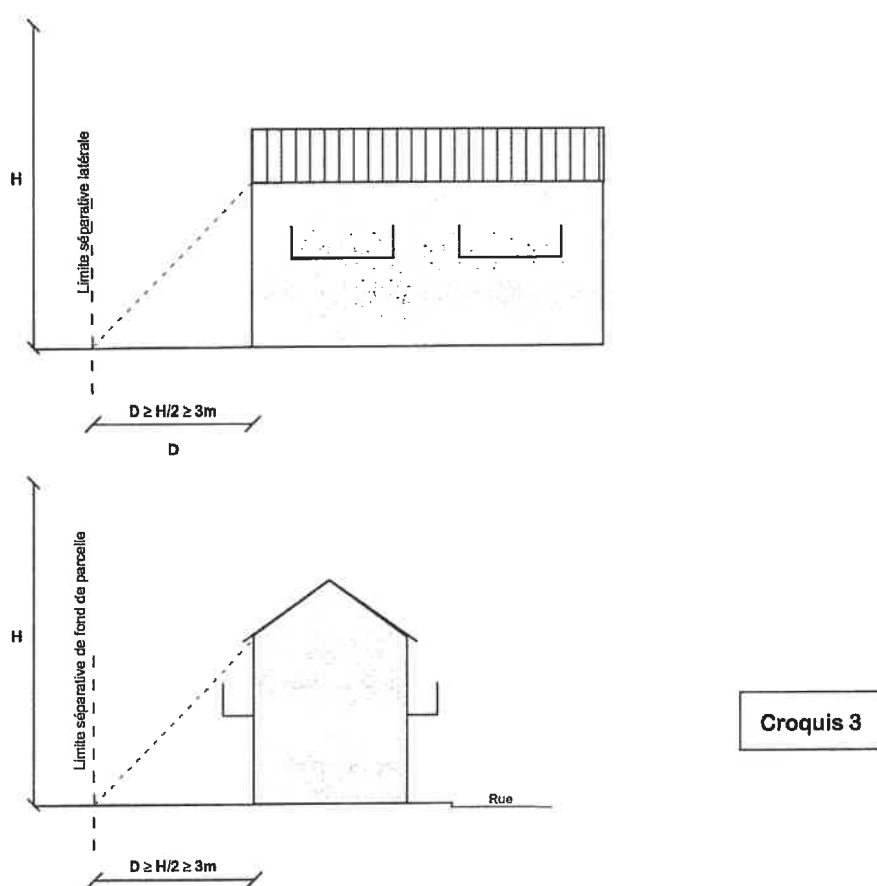 H
Limite séparative latérale
D ≥ H/2 ≥ 3m
D
H
Limite séparative de fond de parcelle
Croquis 3
Rue
D ≥ H/2 ≥ 3m